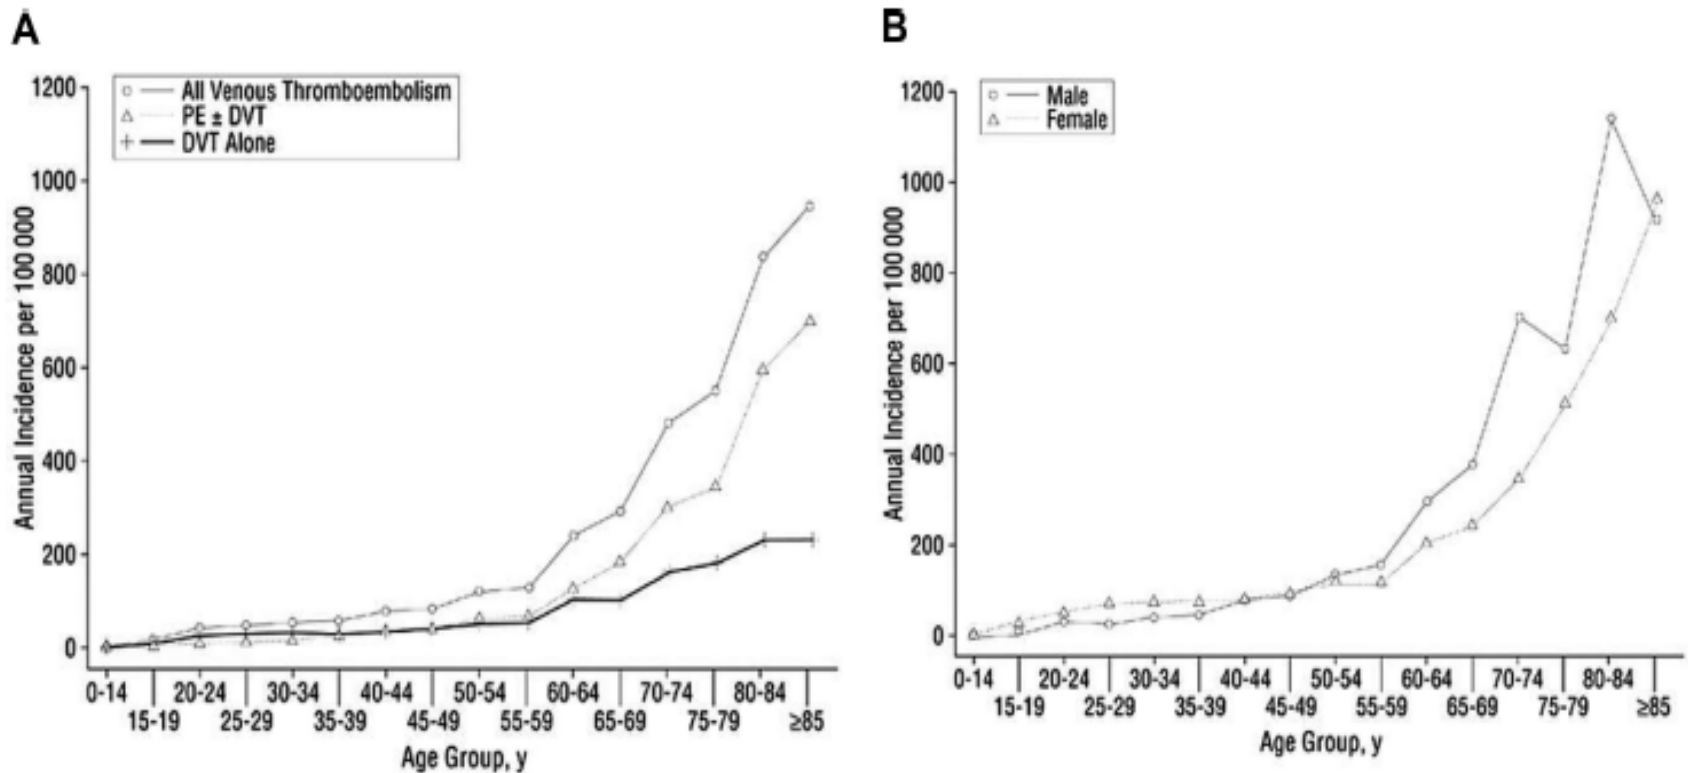 A
All Venous Thromboembolism
PE ± DVT
DVT Alone
Annual Incidence per 100 000
1200
1000
800
600
400
200
0
0-14 20-24 30-34 40-44 50-54 60-64 70-74 80-84
15-19 25-29 35-39 45-49 55-59 65-69 75-79 ≥85
Age Group, y
B
Male
Female
Annual Incidence per 100 000
1200
1000
800
600
400
200
0
0-14 20-24 30-34 40-44 50-54 60-64 70-74 80-84
15-19 25-29 35-39 45-49 55-59 65-69 75-79 ≥85
Age Group, y